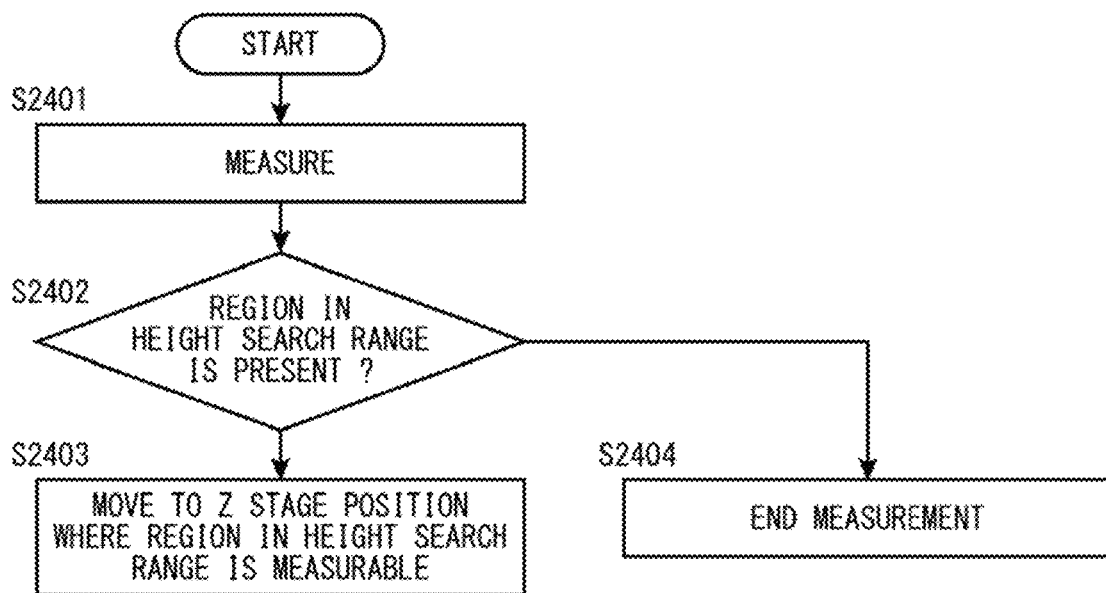 START
S2401
MEASURE
S2402
REGION IN
HEIGHT SEARCH RANGE
IS PRESENT ?
S2403
MOVE TO Z STAGE POSITION
WHERE REGION IN HEIGHT SEARCH
RANGE IS MEASURABLE
S2404
END MEASUREMENT